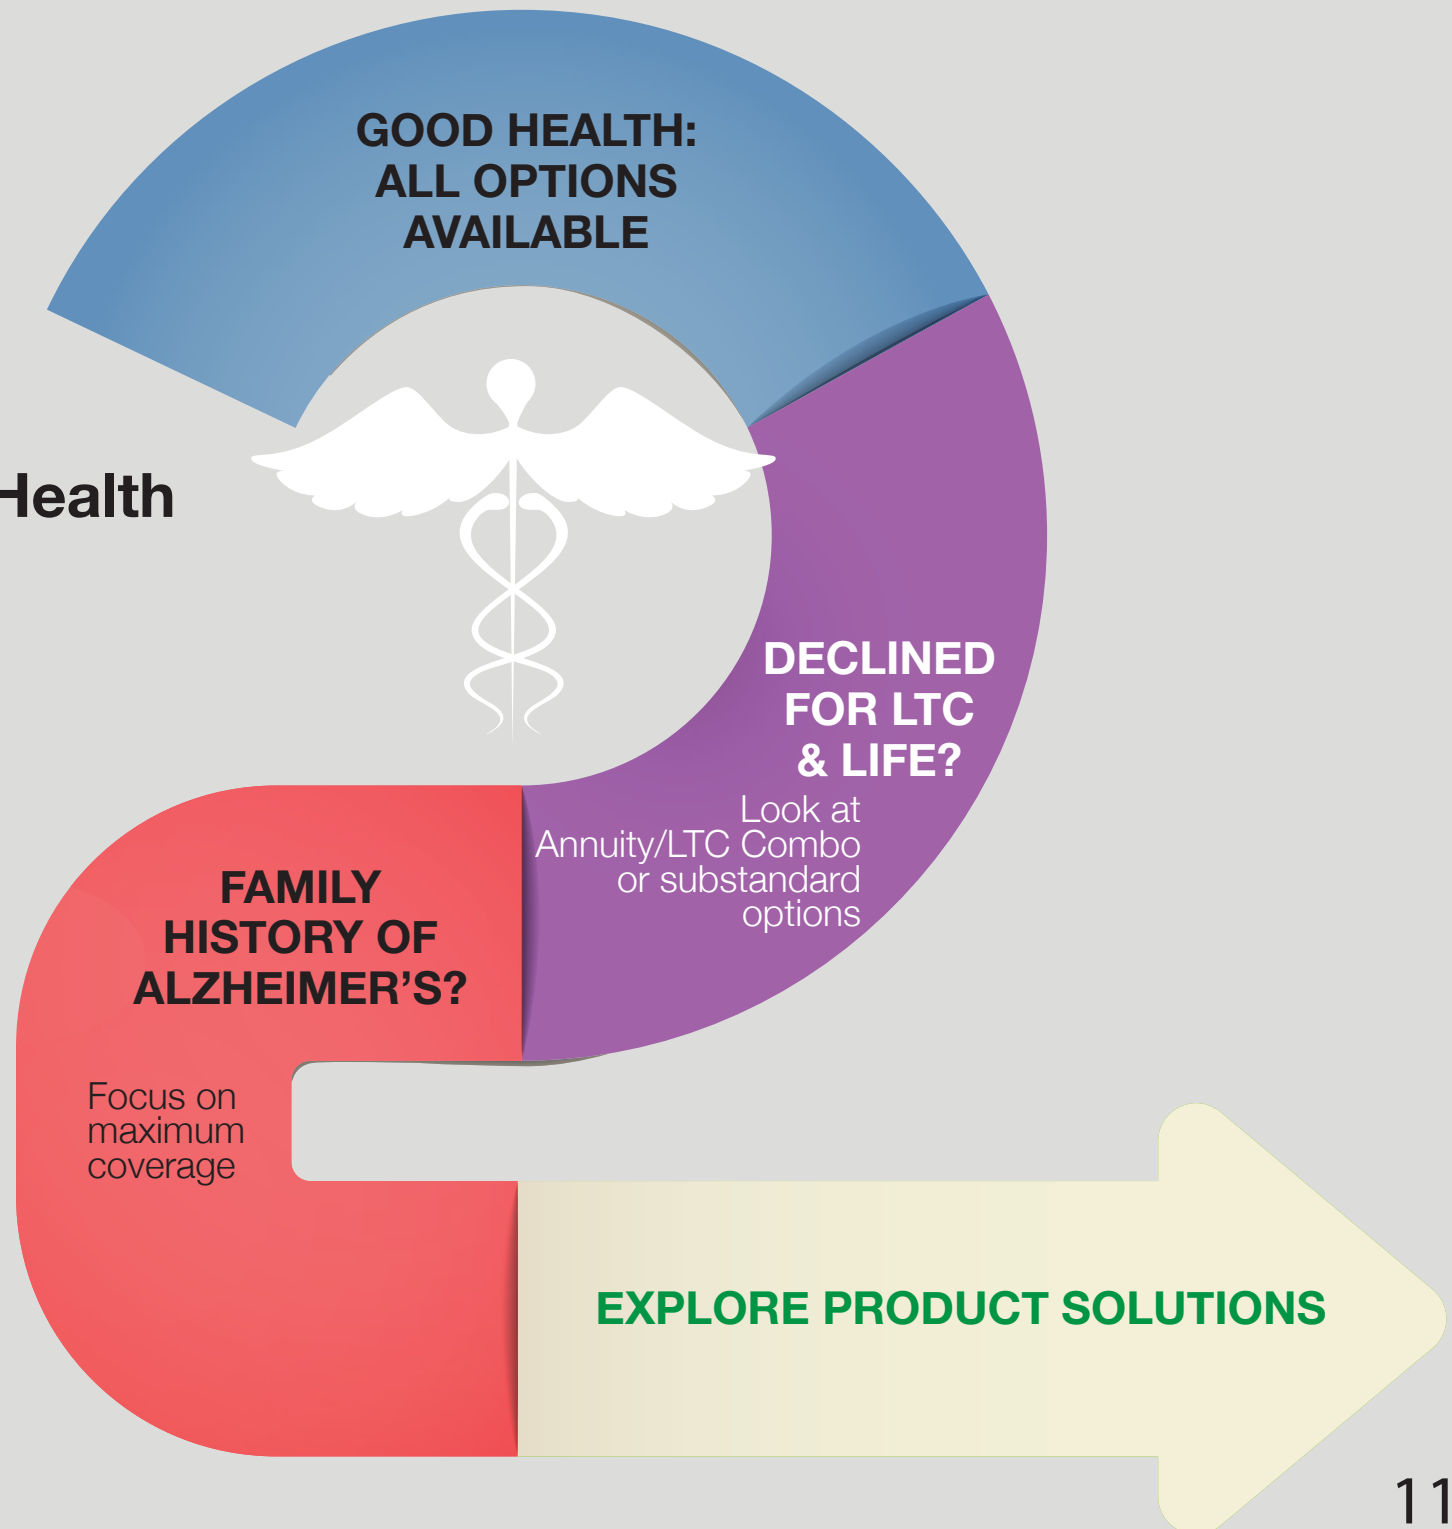 GOOD HEALTH:
ALL OPTIONS
AVAILABLE
Health
DECLINED
FOR LTC
& LIFE?
Look at
Annuity/LTC Combo
or substandard
options
FAMILY
HISTORY OF
ALZHEIMER'S?
Focus on
maximum
coverage
EXPLORE PRODUCT SOLUTIONS
11